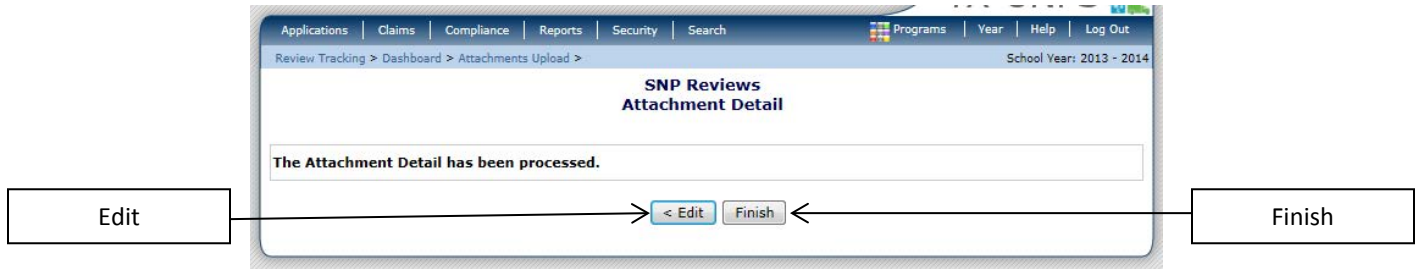 Applications | Claims | Compliance | Reports | Security | Search Programs | Year | Help | Log Out
Review Tracking > Dashboard > Attachments Upload > School Year: 2013 - 2014
SNP Reviews
Attachment Detail
The Attachment Detail has been processed.
Edit < Edit Finish Finish